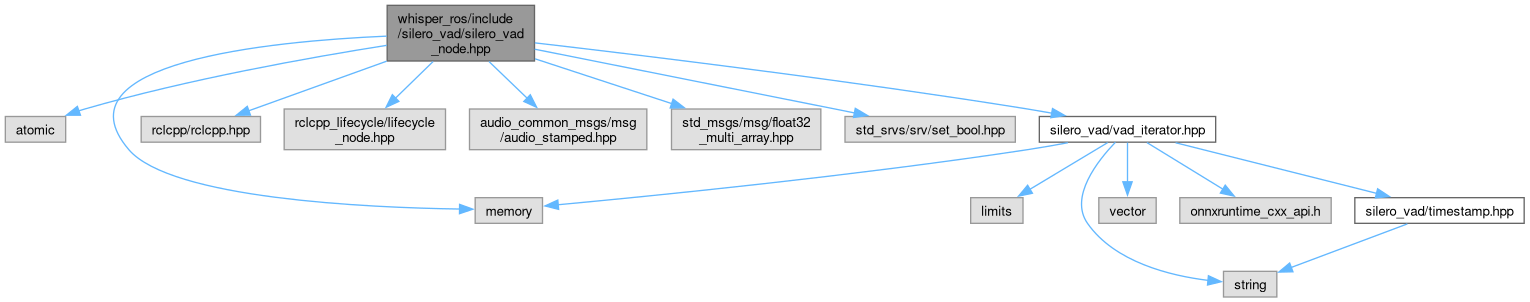 whisper_ros/include
/silero_vad/silero_vad
_node.hpp
atomic
rclcpp/rclcpp.hpp
rclcpp_lifecycle/lifecycle
_node.hpp
audio_common_msgs/msg
/audio_stamped.hpp
std_msgs/msg/float32
_multi_array.hpp
std_srvs/srv/set_bool.hpp
silero_vad/vad_iterator.hpp
memory
limits
vector
onnxruntime_cxx_api.h
silero_vad/timestamp.hpp
string